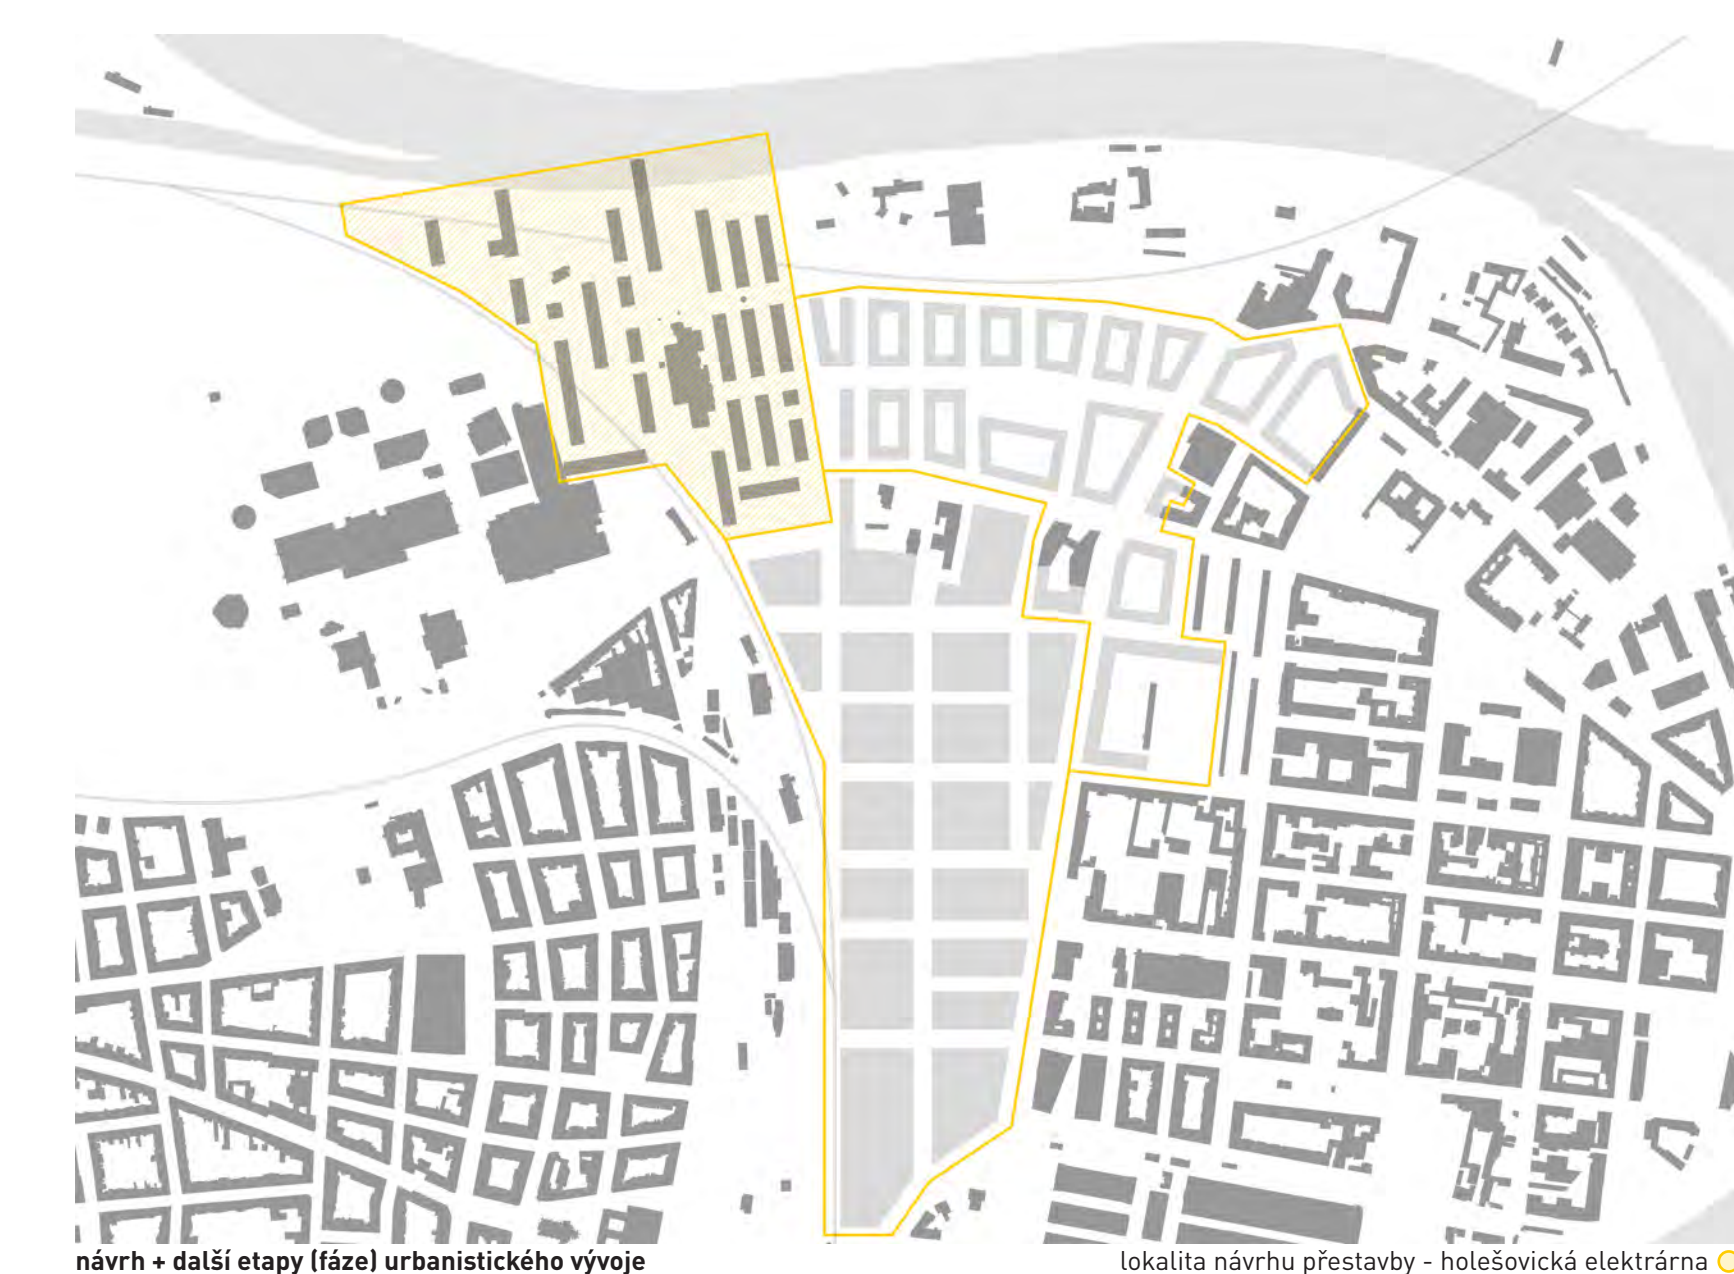 návrh + další etapy (fáze) urbanistického vývoje
lokalita návrhu přestavby - holešovická elektrárna